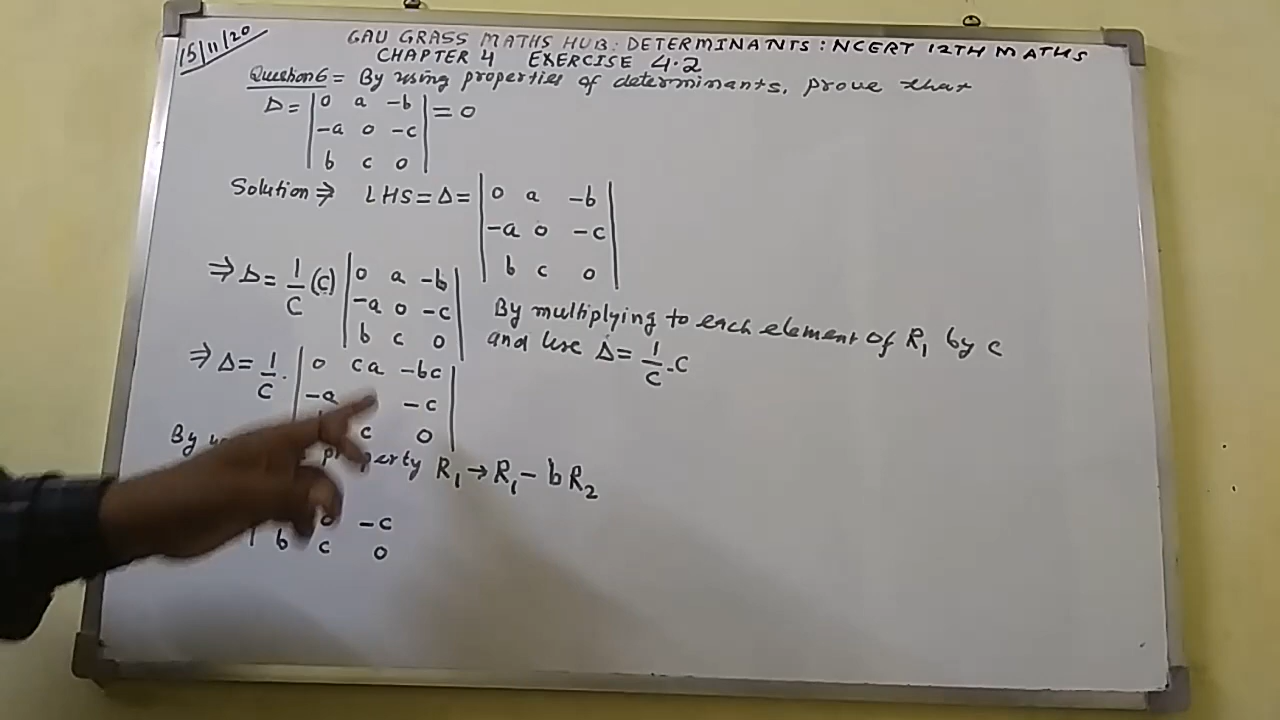 15/11/20
GAU GRASS MATHS HUB: DETERMINANTS: NCERT 12TH MATHS
CHAPTER 4 EXERCISE 4.2
Question 6 = By using properties of determinants, prove that
Δ = | 0 a -b | = 0
| -a 0 -c |
| b c 0 |
Solution ⇒ LHS = Δ = | 0 a -b |
| -a 0 -c |
| b c 0 |
⇒ Δ = 1/C (C) | 0 a -b |
| -a 0 -c |
| b c 0 |
By multiplying to each element of R₁ by c
and use Δ = 1/C . C
⇒ Δ = 1/C . | 0 ca -bc |
| -a -c |
c 0 |
By property R₁ → R₁ - b R₂
0 -c
b c 0